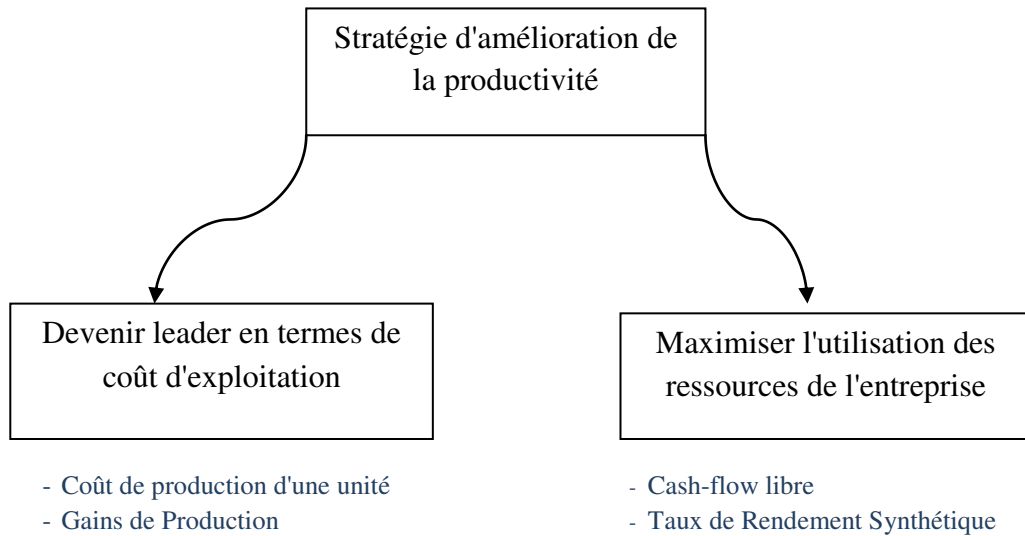 Stratégie d'amélioration de
la productivité
Devenir leader en termes de
coût d'exploitation
Maximiser l'utilisation des
ressources de l'entreprise
- Coût de production d'une unité
- Gains de Production
- Cash-flow libre
- Taux de Rendement Synthétique